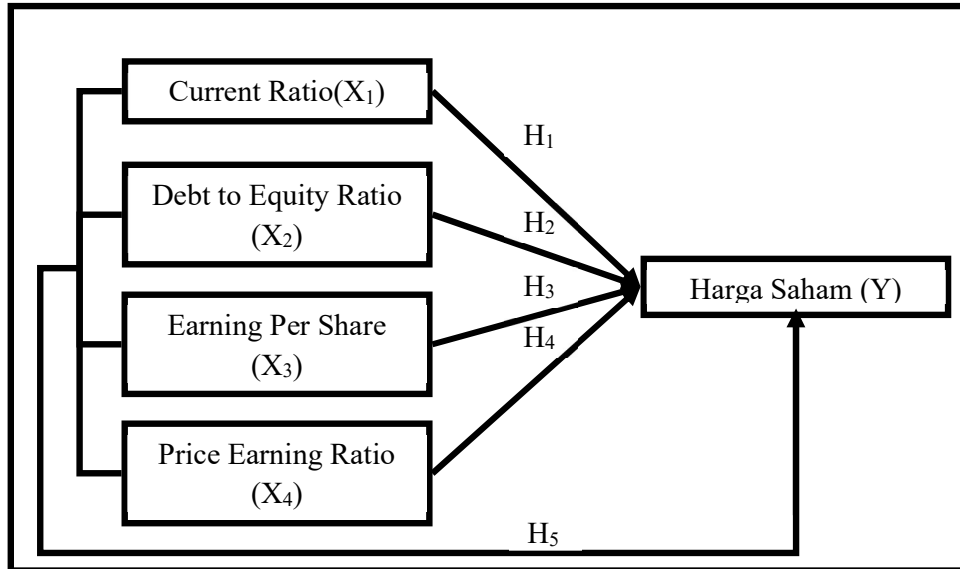 Current Ratio(X₁)
H₁
Debt to Equity Ratio
(X₂)
H₂
Earning Per Share
(X₃)
H₃
Harga Saham (Y)
H₄
Price Earning Ratio
(X₄)
H₅